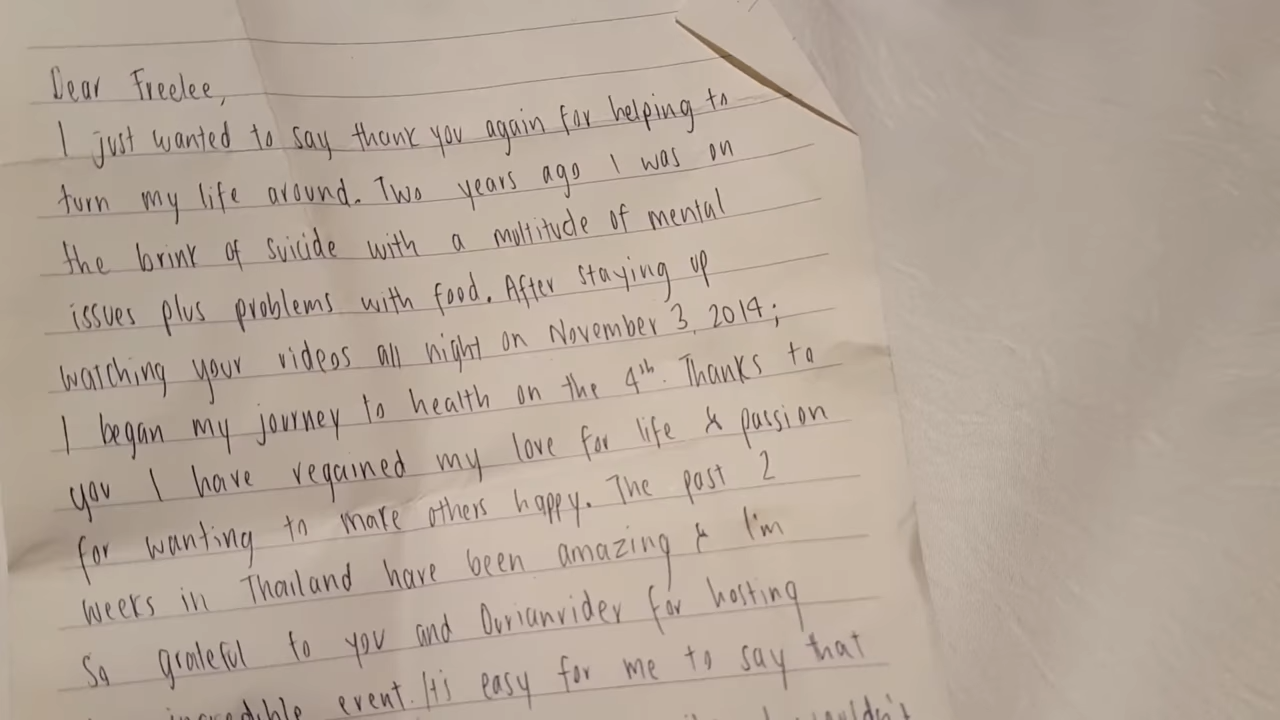 Dear Freelee,
I just wanted to say thank you again for helping to
turn my life around. Two years ago I was on
the brink of suicide with a multitude of mental
issues plus problems with food. After staying up
watching your videos all night on November 3, 2014;
I began my journey to health on the 4th. Thanks to
you I have regained my love for life & passion
for wanting to make others happy. The past 2
weeks in Thailand have been amazing & I'm
so grateful to you and Durianrider for hosting
incredible event. It's easy for me to say that